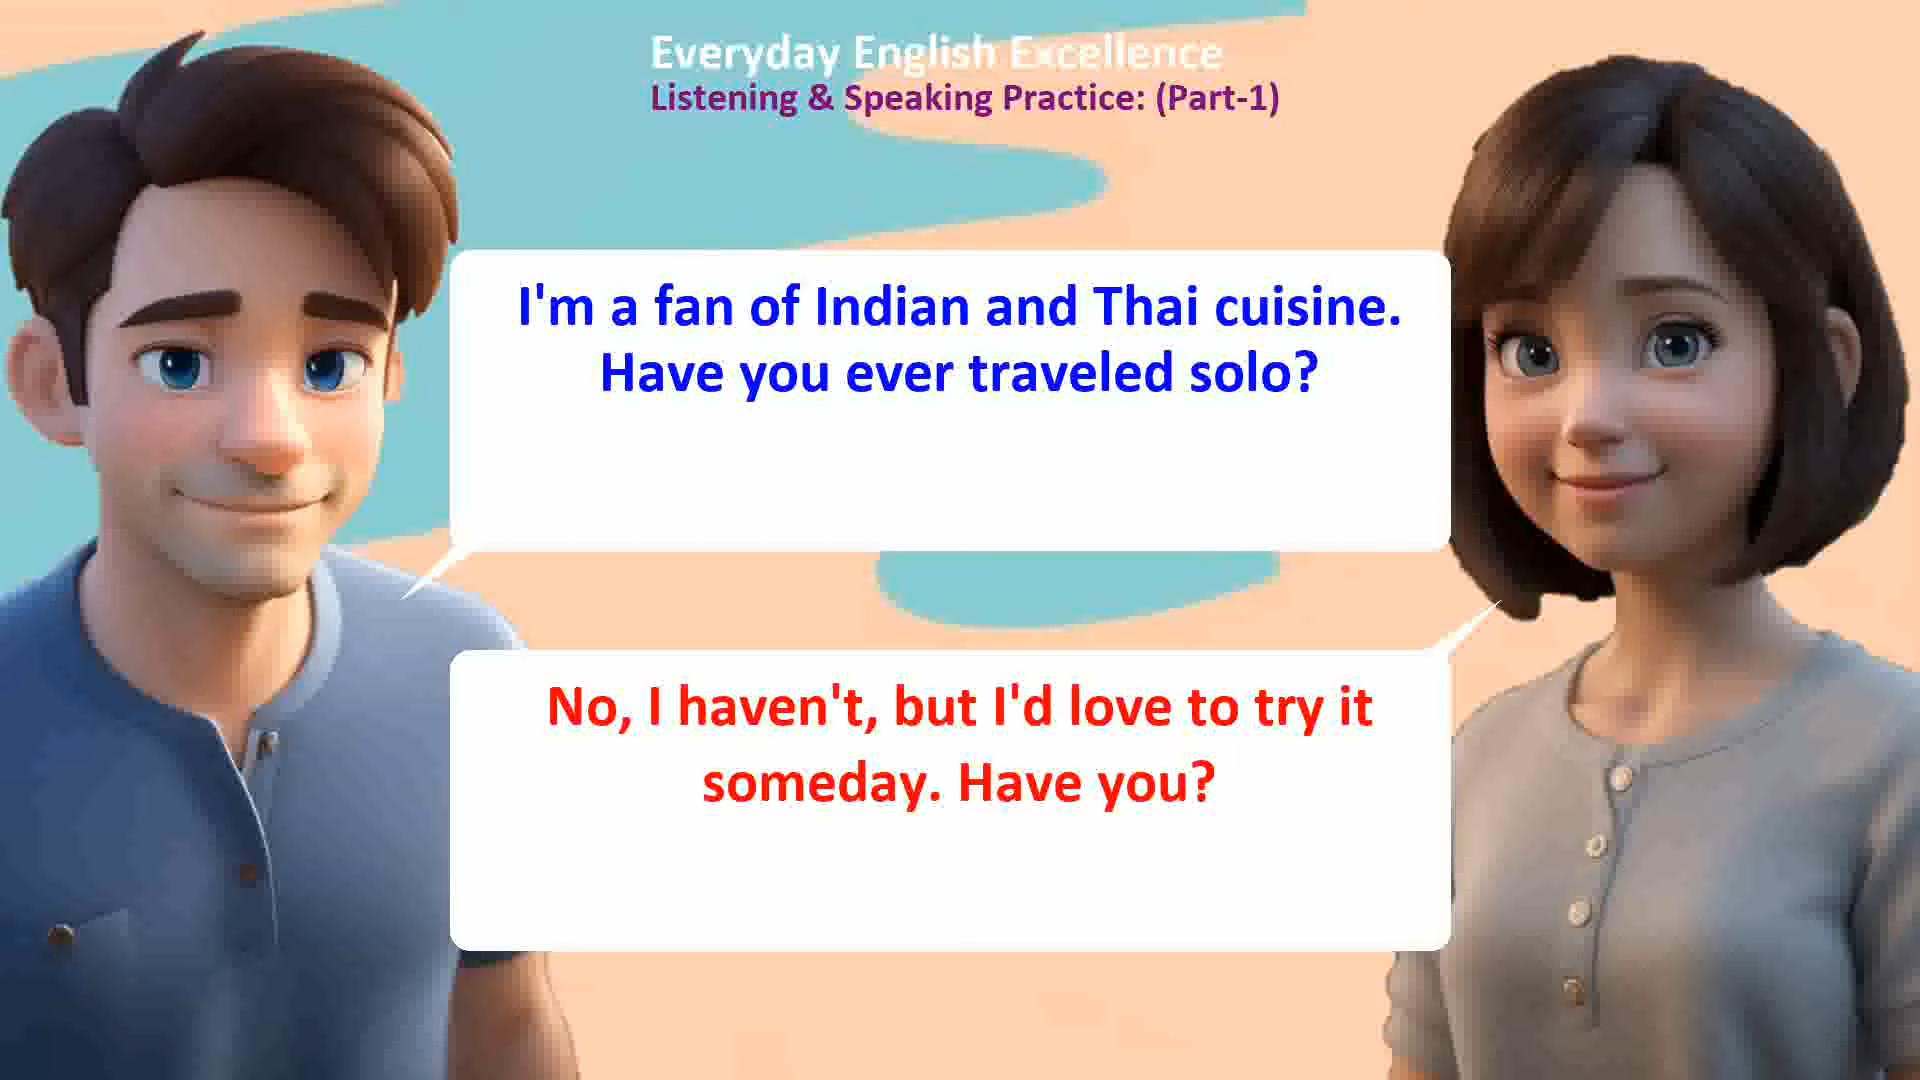 Everyday English Excellence
Listening & Speaking Practice: (Part-1)
I'm a fan of Indian and Thai cuisine.
Have you ever traveled solo?
No, I haven't, but I'd love to try it
someday. Have you?